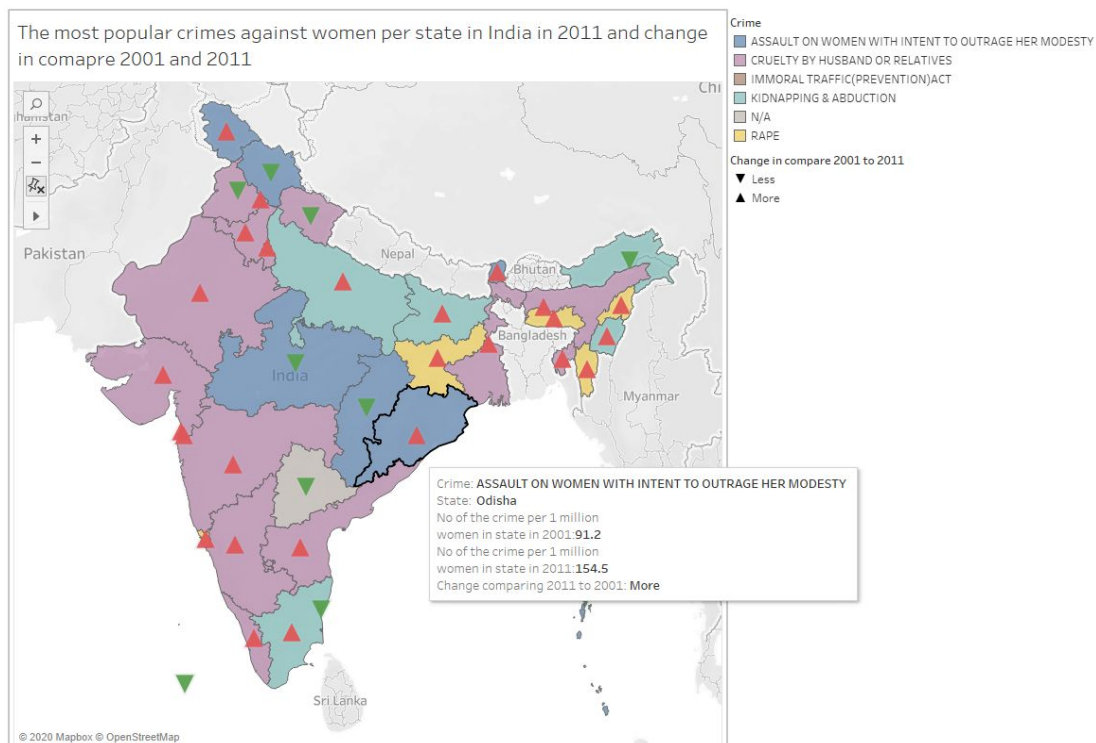 The most popular crimes against women per state in India in 2011 and change
in comapre 2001 and 2011
Crime
ASSAULT ON WOMEN WITH INTENT TO OUTRAGE HER MODESTY
CRUELTY BY HUSBAND OR RELATIVES
IMMORAL TRAFFIC(PREVENTION)ACT
KIDNAPPING & ABDUCTION
N/A
RAPE
Change in compare 2001 to 2011
Less
More
Pakistan
Nepal
Bhutan
Bangladesh
India
Myanmar
Crime: ASSAULT ON WOMEN WITH INTENT TO OUTRAGE HER MODESTY
State: Odisha
No of the crime per 1 million
women in state in 2001:91.2
No of the crime per 1 million
women in state in 2011:154.5
Change comparing 2011 to 2001: More
Sri Lanka
© 2020 Mapbox © OpenStreetMap